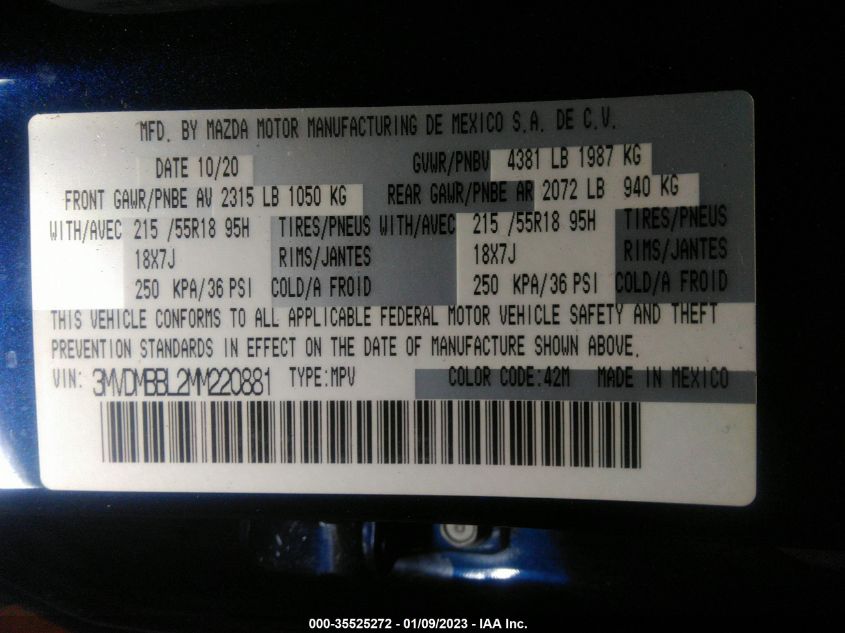 MFD. BY MAZDA MOTOR MANUFACTURING DE MEXICO S.A. DE C.V.
DATE 10/20 GVWR/PNBV 4381 LB 1987 KG
FRONT GAWR/PNBE AV 2315 LB 1050 KG REAR GAWR/PNBE AR 2072 LB 940 KG
WITH/AVEC 215 /55R18 95H TIRES/PNEUS WITH/AVEC 215 /55R18 95H TIRES/PNEUS
18X7J RIMS/JANTES 18X7J RIMS/JANTES
250 KPA/36 PSI COLD/A FROID 250 KPA/36 PSI COLD/A FROID
THIS VEHICLE CONFORMS TO ALL APPLICABLE FEDERAL MOTOR VEHICLE SAFETY AND THEFT
PREVENTION STANDARDS IN EFFECT ON THE DATE OF MANUFACTURE SHOWN ABOVE.
VIN: 3MVDMBBL2MM220881 TYPE:MPV COLOR CODE:42M MADE IN MEXICO
000-35525272 - 01/09/2023 - IAA Inc.